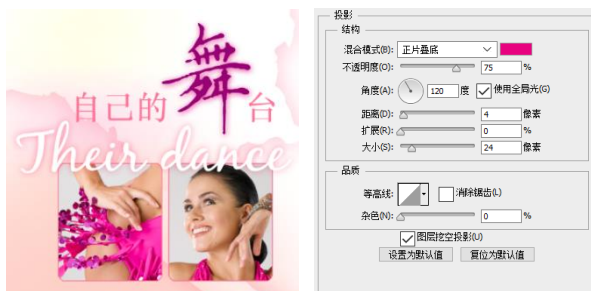 舞
自己的 台
Their dance
投影
结构
混合模式(B): 正片叠底
不透明度(O): 75 %
角度(A): 120 度 使用全局光(G)
距离(D): 4 像素
扩展(R): 0 %
大小(S): 24 像素
品质
等高线: 消除锯齿(L)
杂色(N): 0 %
图层挖空投影(U)
设置为默认值 复位为默认值